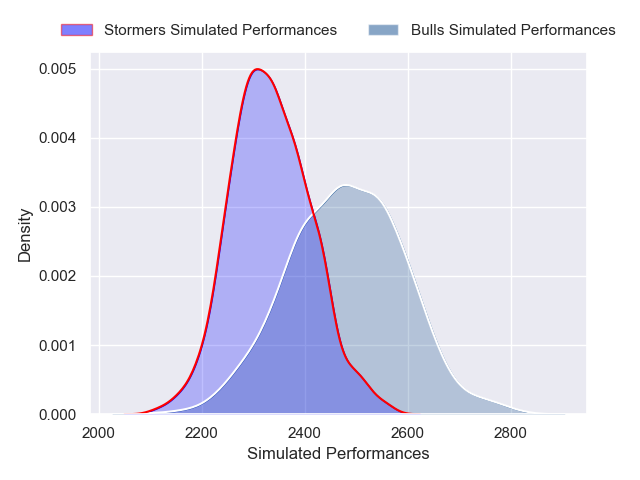 Stormers Simulated Performances Bulls Simulated Performances
0.005
0.004
0.003
0.002
0.001
0.000
Density
2000 2200 2400 2600 2800
Simulated Performances